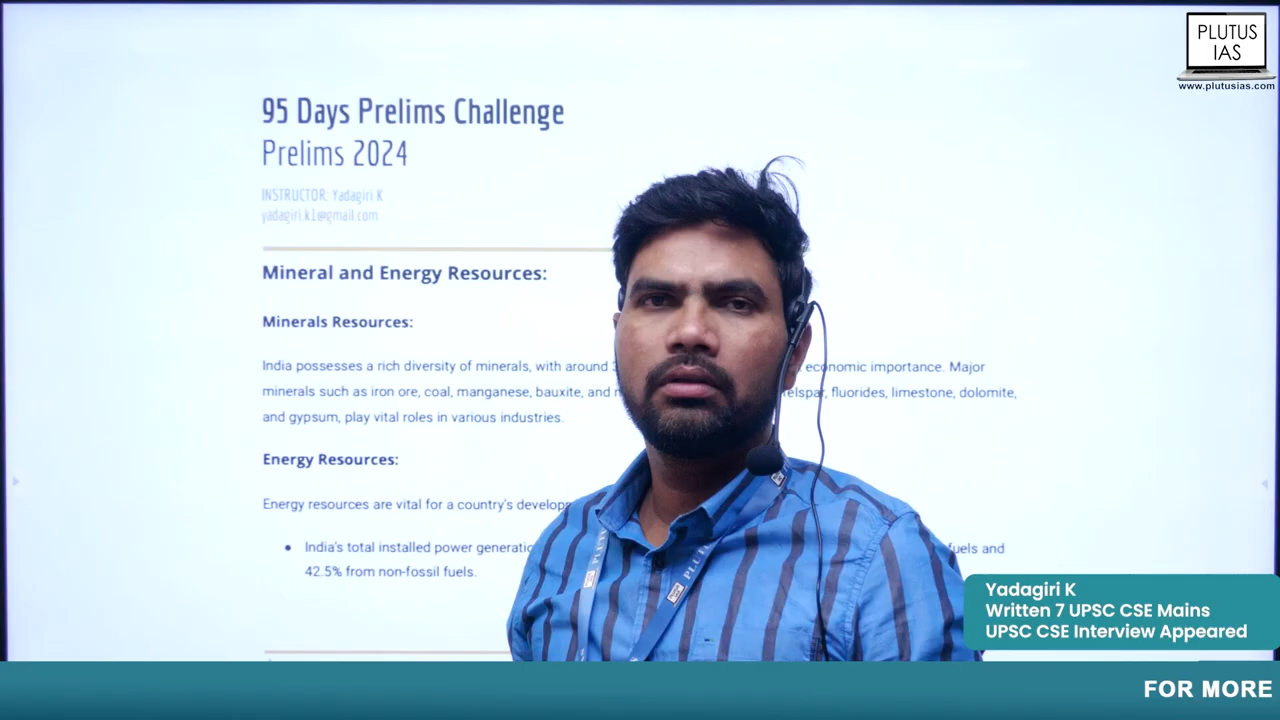 PLUTUS
IAS
www.plutusias.com
95 Days Prelims Challenge
Prelims 2024
INSTRUCTOR: Yadagiri K
yadagiri.k1@gmail.com
Mineral and Energy Resources:
Minerals Resources:
India possesses a rich diversity of minerals, with around economic importance. Major
minerals such as iron ore, coal, manganese, bauxite, and fluorides, limestone, dolomite,
and gypsum, play vital roles in various industries.
Energy Resources:
Energy resources are vital for a country's
• India's total installed power fuels and
42.5% from non-fossil fuels.
Yadagiri K
Written 7 UPSC CSE Mains
UPSC CSE Interview Appeared
FOR MORE